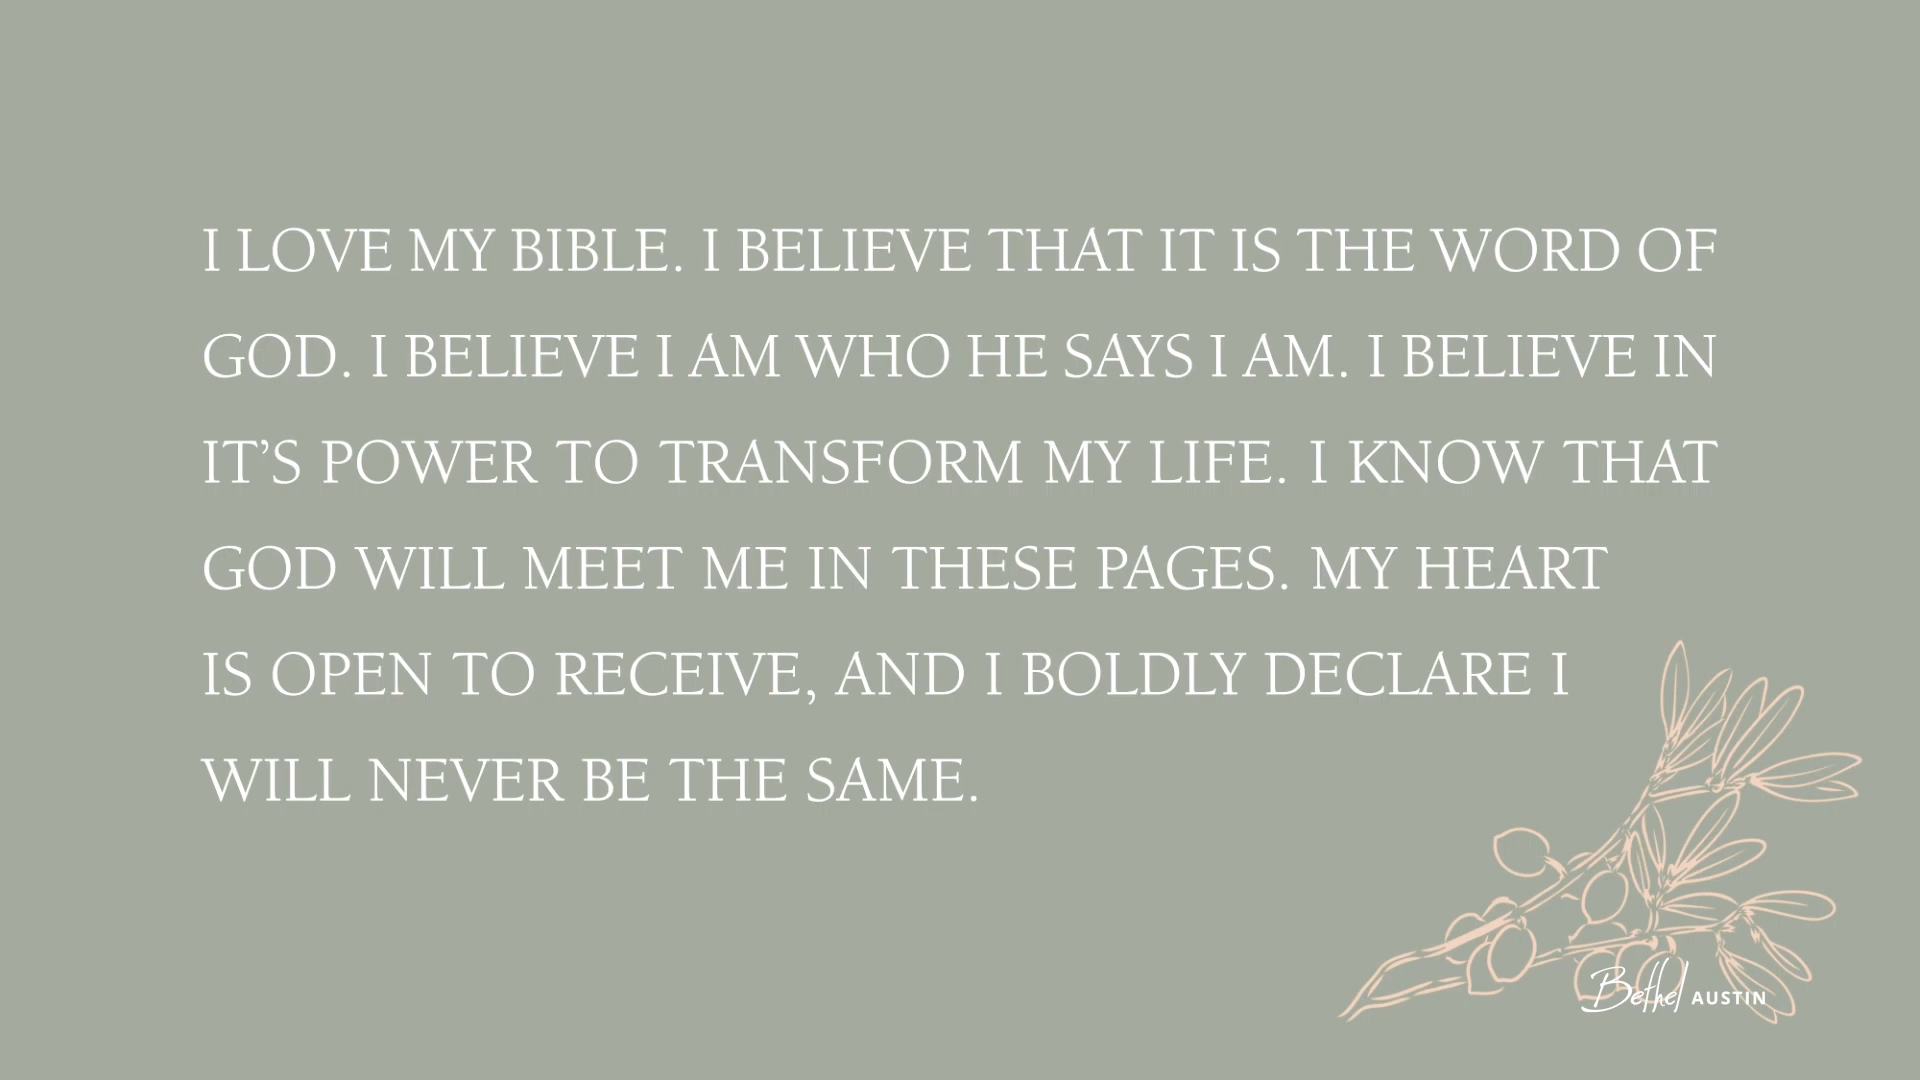 I LOVE MY BIBLE. I BELIEVE THAT IT IS THE WORD OF
GOD. I BELIEVE I AM WHO HE SAYS I AM. I BELIEVE IN
IT’S POWER TO TRANSFORM MY LIFE. I KNOW THAT
GOD WILL MEET ME IN THESE PAGES. MY HEART
IS OPEN TO RECEIVE, AND I BOLDLY DECLARE I
WILL NEVER BE THE SAME.
Bethel AUSTIN